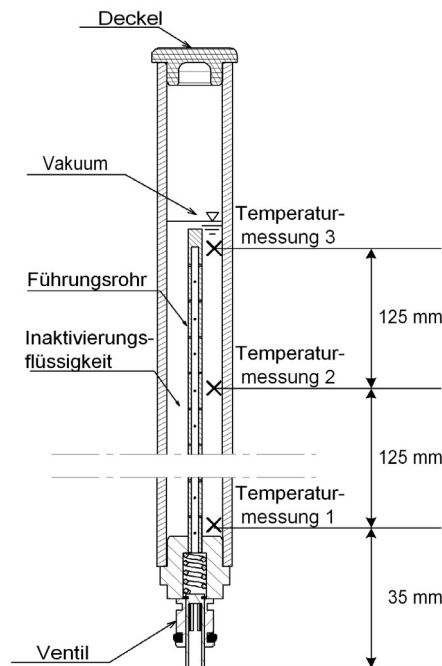 Deckel
Vakuum
Temperatur-
messung 3
Führungsrohr
125 mm
Inaktivierungs-
flüssigkeit
Temperatur-
messung 2
125 mm
Temperatur-
messung 1
35 mm
Ventil